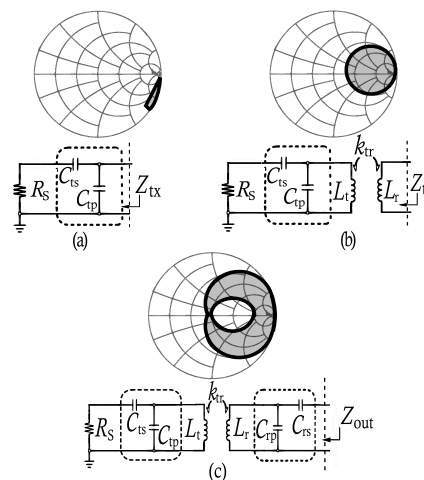 R_S C_ts C_tp Z_tx
(a)
k_tr
R_S C_ts C_tp L_t L_r
(b)
k_tr
R_S C_ts C_tp L_t L_r C_rp C_rs Z_out
(c)